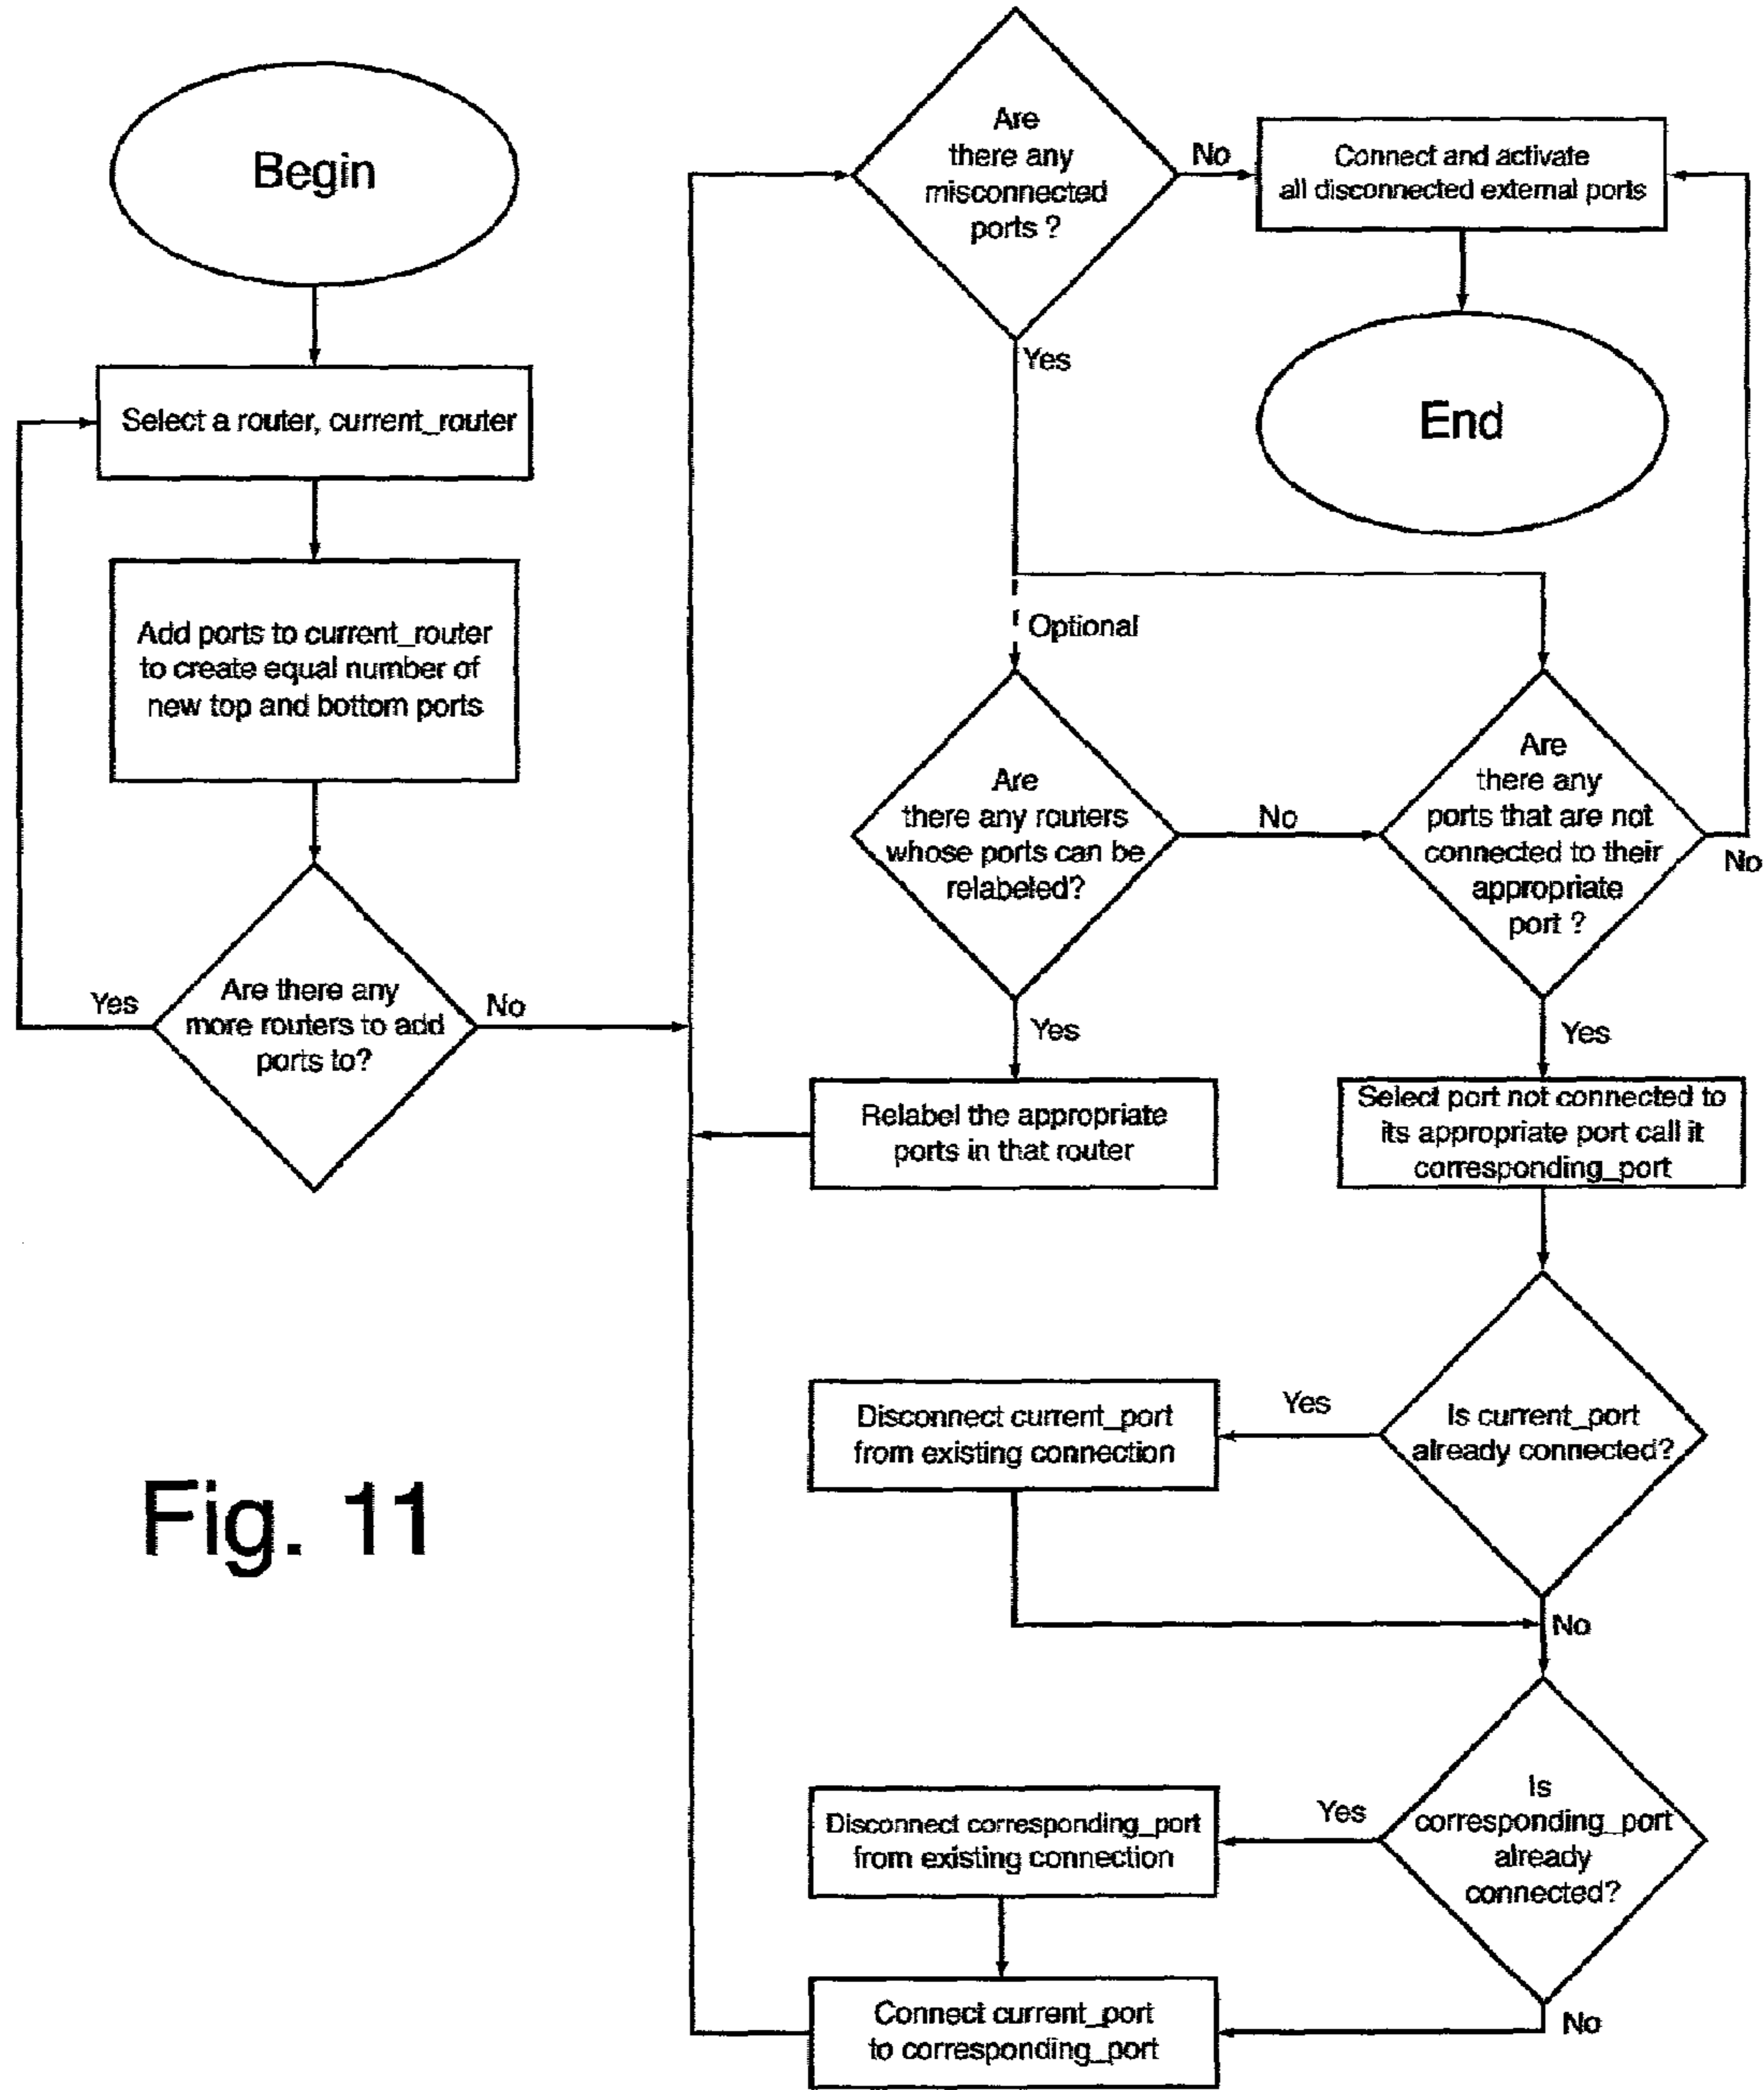 Begin
Select a router, current_router
Add ports to current_router
to create equal number of
new top and bottom ports
Are there any
more routers to add
ports to?
Yes
No
Are
there any
misconnected
ports ?
No
Yes
Connect and activate
all disconnected external ports
End
Optional
Are
there any routers
whose ports can be
relabeled?
No
Yes
Are
there any
ports that are not
connected to their
appropriate
port ?
No
Yes
Relabel the appropriate
ports in that router
Select port not connected to
its appropriate port call it
corresponding_port
Is current_port
already connected?
Yes
No
Disconnect current_port
from existing connection
Is
corresponding_port
already
connected?
Yes
No
Disconnect corresponding_port
from existing connection
Connect current_port
to corresponding_port
Fig. 11